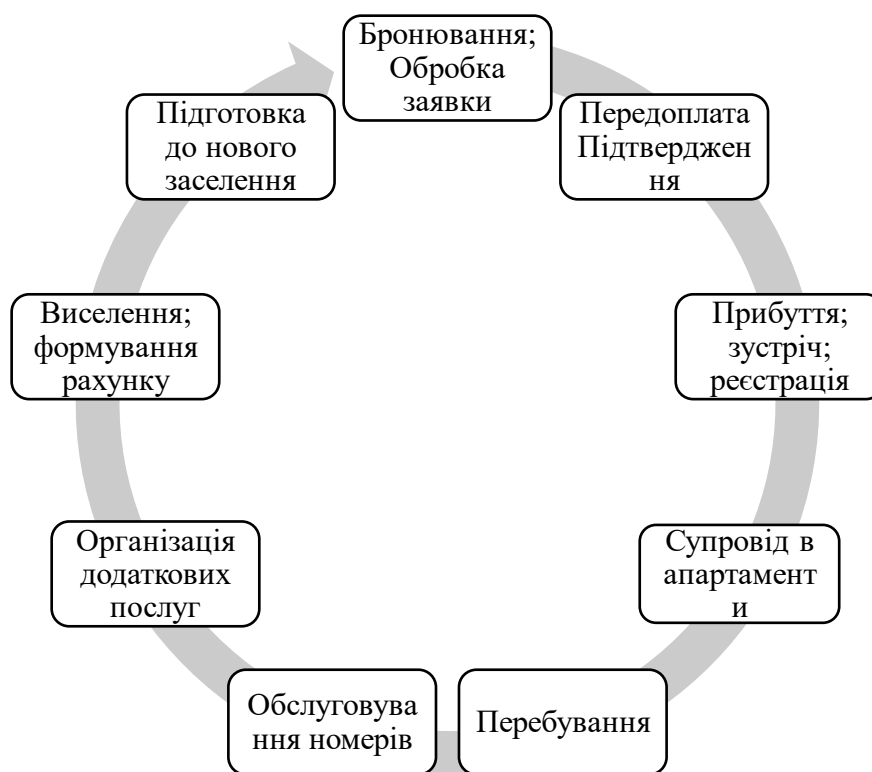 Бронювання;
Обробка
заявки
Передоплата
Підтверджен
ня
Прибуття;
зустріч;
реєстрація
Супровід в
апартамент
и
Перебування
Обслуговува
ння номерів
Організація
додаткових
послуг
Виселення;
формування
рахунку
Підготовка
до нового
заселення